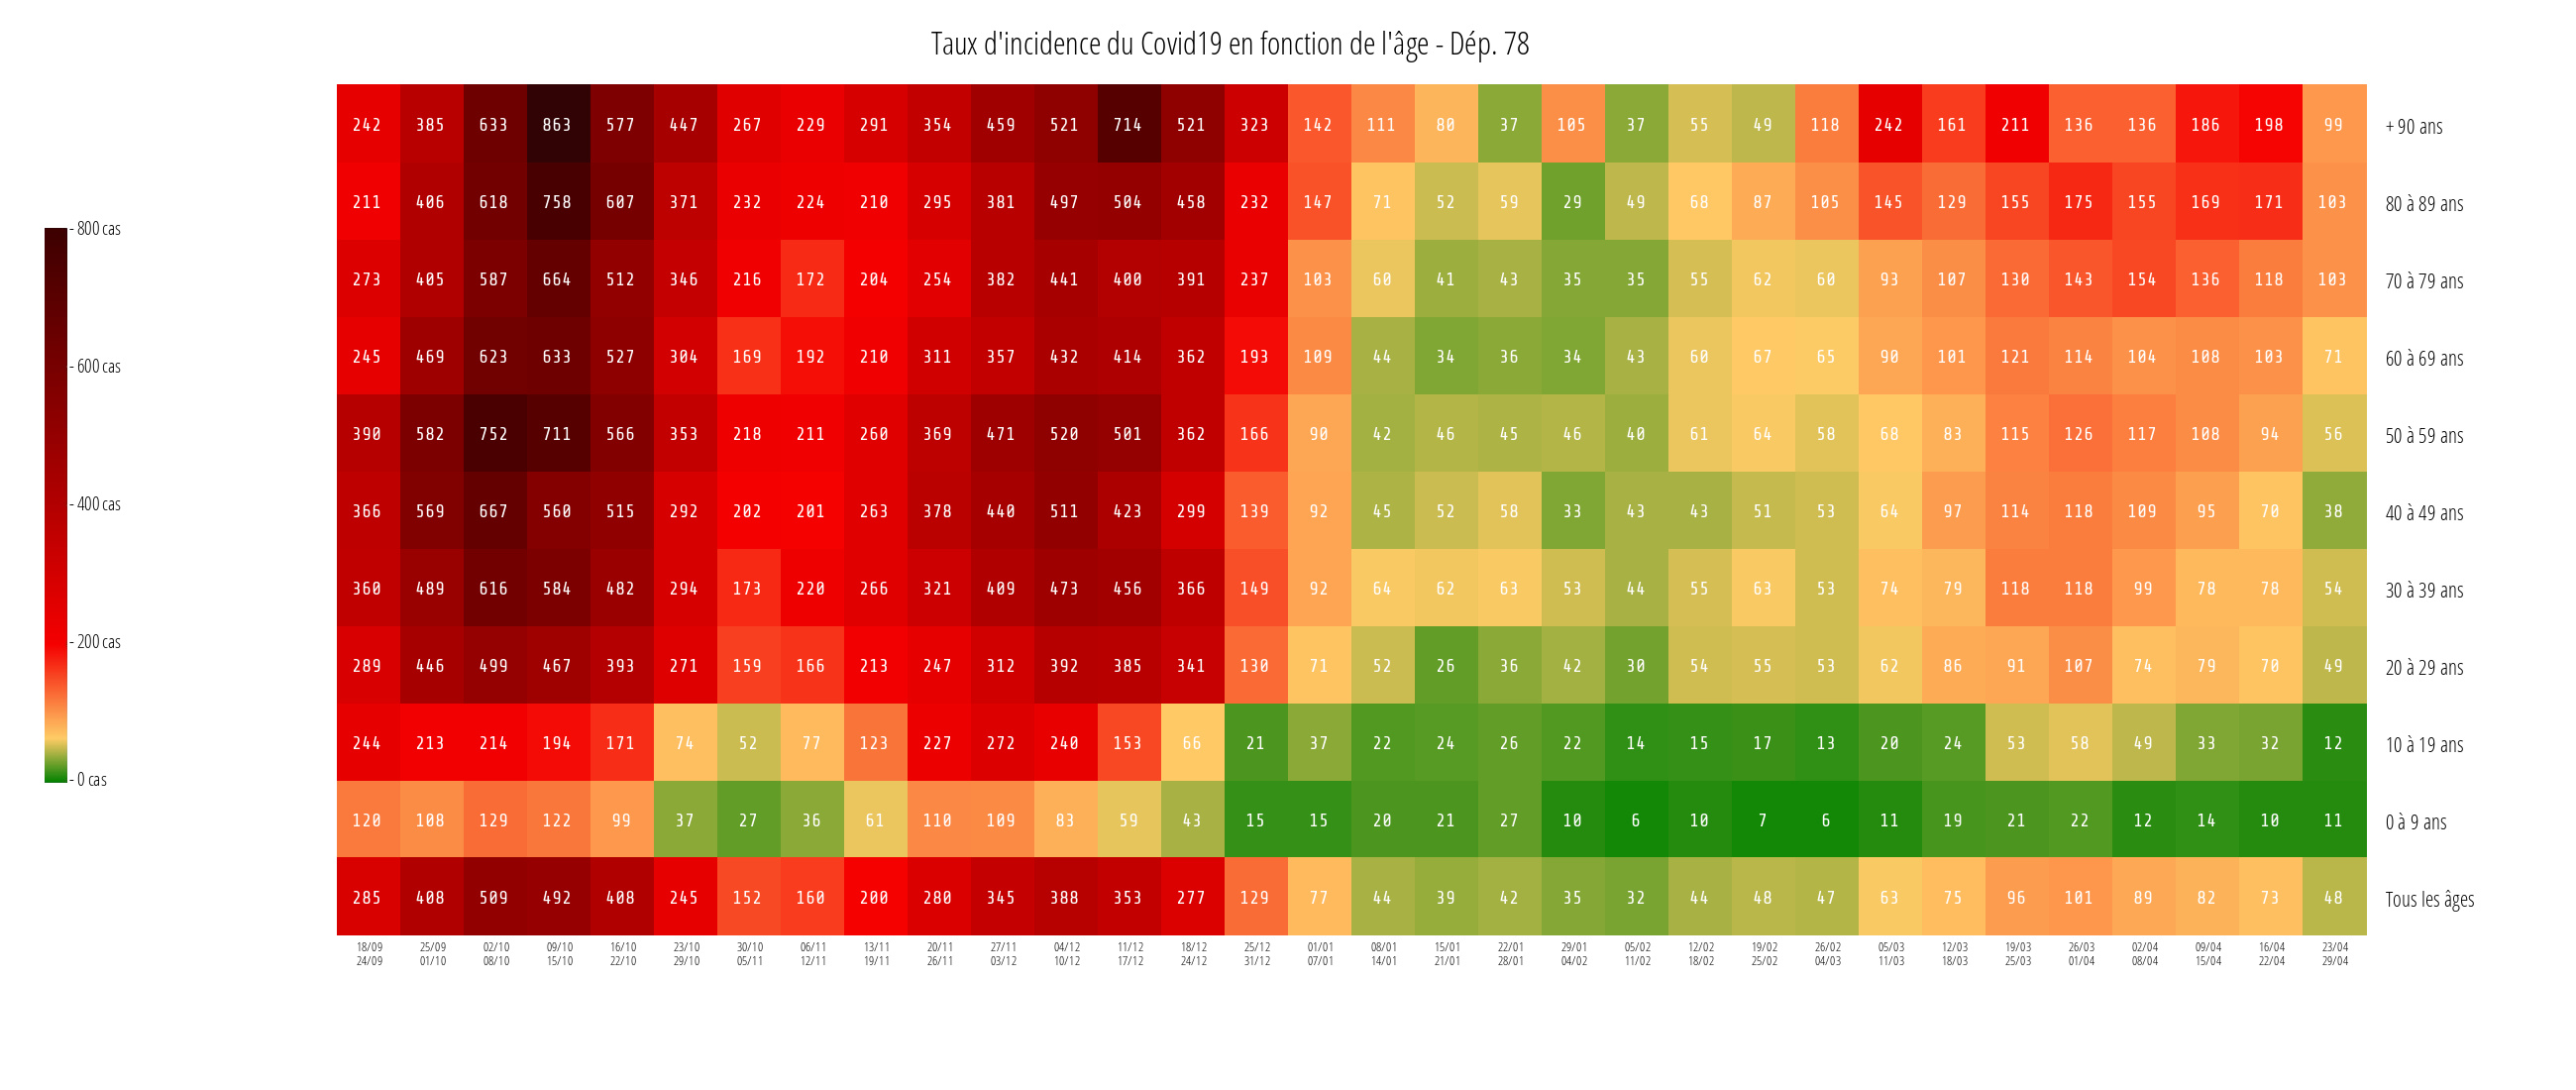 Taux d'incidence du Covid19 en fonction de l'âge - Dép. 78
242 385 633 863 577 447 267 229 291 354 459 521 714 521 323 142 111 80 37 105 37 55 49 118 242 161 211 136 136 186 198 99 + 90 ans
211 406 618 758 607 371 232 224 210 295 381 497 504 458 232 147 71 52 59 29 49 68 87 105 145 129 155 175 155 169 171 103 80 à 89 ans
- 800 cas
273 405 587 664 512 346 216 172 204 254 382 441 400 391 237 103 60 41 43 35 35 55 62 60 93 107 130 143 154 136 118 103 70 à 79 ans
245 469 623 633 527 304 169 192 210 311 357 432 414 362 193 109 44 34 36 34 43 60 67 65 90 101 121 114 104 108 103 71 60 à 69 ans
- 600 cas
390 582 752 711 566 353 218 211 260 369 471 520 501 362 166 90 42 46 45 46 40 61 64 58 68 83 115 126 117 108 94 56 50 à 59 ans
- 400 cas
366 569 667 560 515 292 202 201 263 378 440 511 423 299 139 92 45 52 58 33 43 43 51 53 64 97 114 118 109 95 70 38 40 à 49 ans
360 489 616 584 482 294 173 220 266 321 409 473 456 366 149 92 64 62 63 53 44 55 63 53 74 79 118 118 99 78 78 54 30 à 39 ans
- 200 cas
289 446 499 467 393 271 159 166 213 247 312 392 385 341 130 71 52 26 36 42 30 54 55 53 62 86 91 107 74 79 70 49 20 à 29 ans
244 213 214 194 171 74 52 77 123 227 272 240 153 66 21 37 22 24 26 22 14 15 17 13 20 24 53 58 49 33 32 12 10 à 19 ans
- 0 cas
120 108 129 122 99 37 27 36 61 110 109 83 59 43 15 15 20 21 27 10 6 10 7 6 11 19 21 22 12 14 10 11 0 à 9 ans
285 408 509 492 408 245 152 160 200 280 345 388 353 277 129 77 44 39 42 35 32 44 48 47 63 75 96 101 89 82 73 48 Tous les âges
18/09 25/09 02/10 09/10 16/10 23/10 30/10 06/11 13/11 20/11 27/11 04/12 11/12 18/12 25/12 01/01 08/01 15/01 22/01 29/01 05/02 12/02 19/02 26/02 05/03 12/03 19/03 26/03 02/04 09/04 16/04 23/04
24/09 01/10 08/10 15/10 22/10 29/10 05/11 12/11 19/11 26/11 03/12 10/12 17/12 24/12 31/12 07/01 14/01 21/01 28/01 04/02 11/02 18/02 25/02 04/03 11/03 18/03 25/03 01/04 08/04 15/04 22/04 29/04